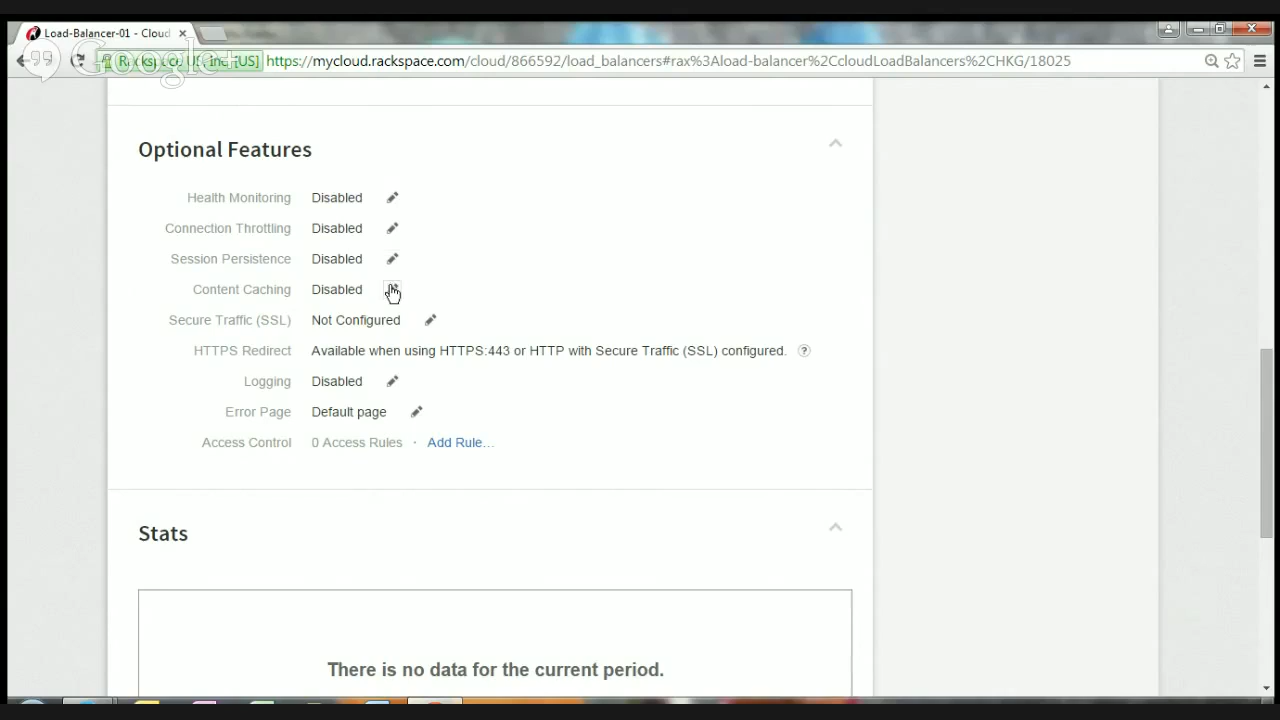 Load-Balancer-01 - Cloud
Google+
https://mycloud.rackspace.com/cloud/866592/load_balancers#rax%3Aload-balancer%2CcloudLoadBalancers%2CHKG/18025
Optional Features
Health Monitoring Disabled
Connection Throttling Disabled
Session Persistence Disabled
Content Caching Disabled
Secure Traffic (SSL) Not Configured
HTTPS Redirect Available when using HTTPS:443 or HTTP with Secure Traffic (SSL) configured. ?
Logging Disabled
Error Page Default page
Access Control 0 Access Rules · Add Rule...
Stats
There is no data for the current period.